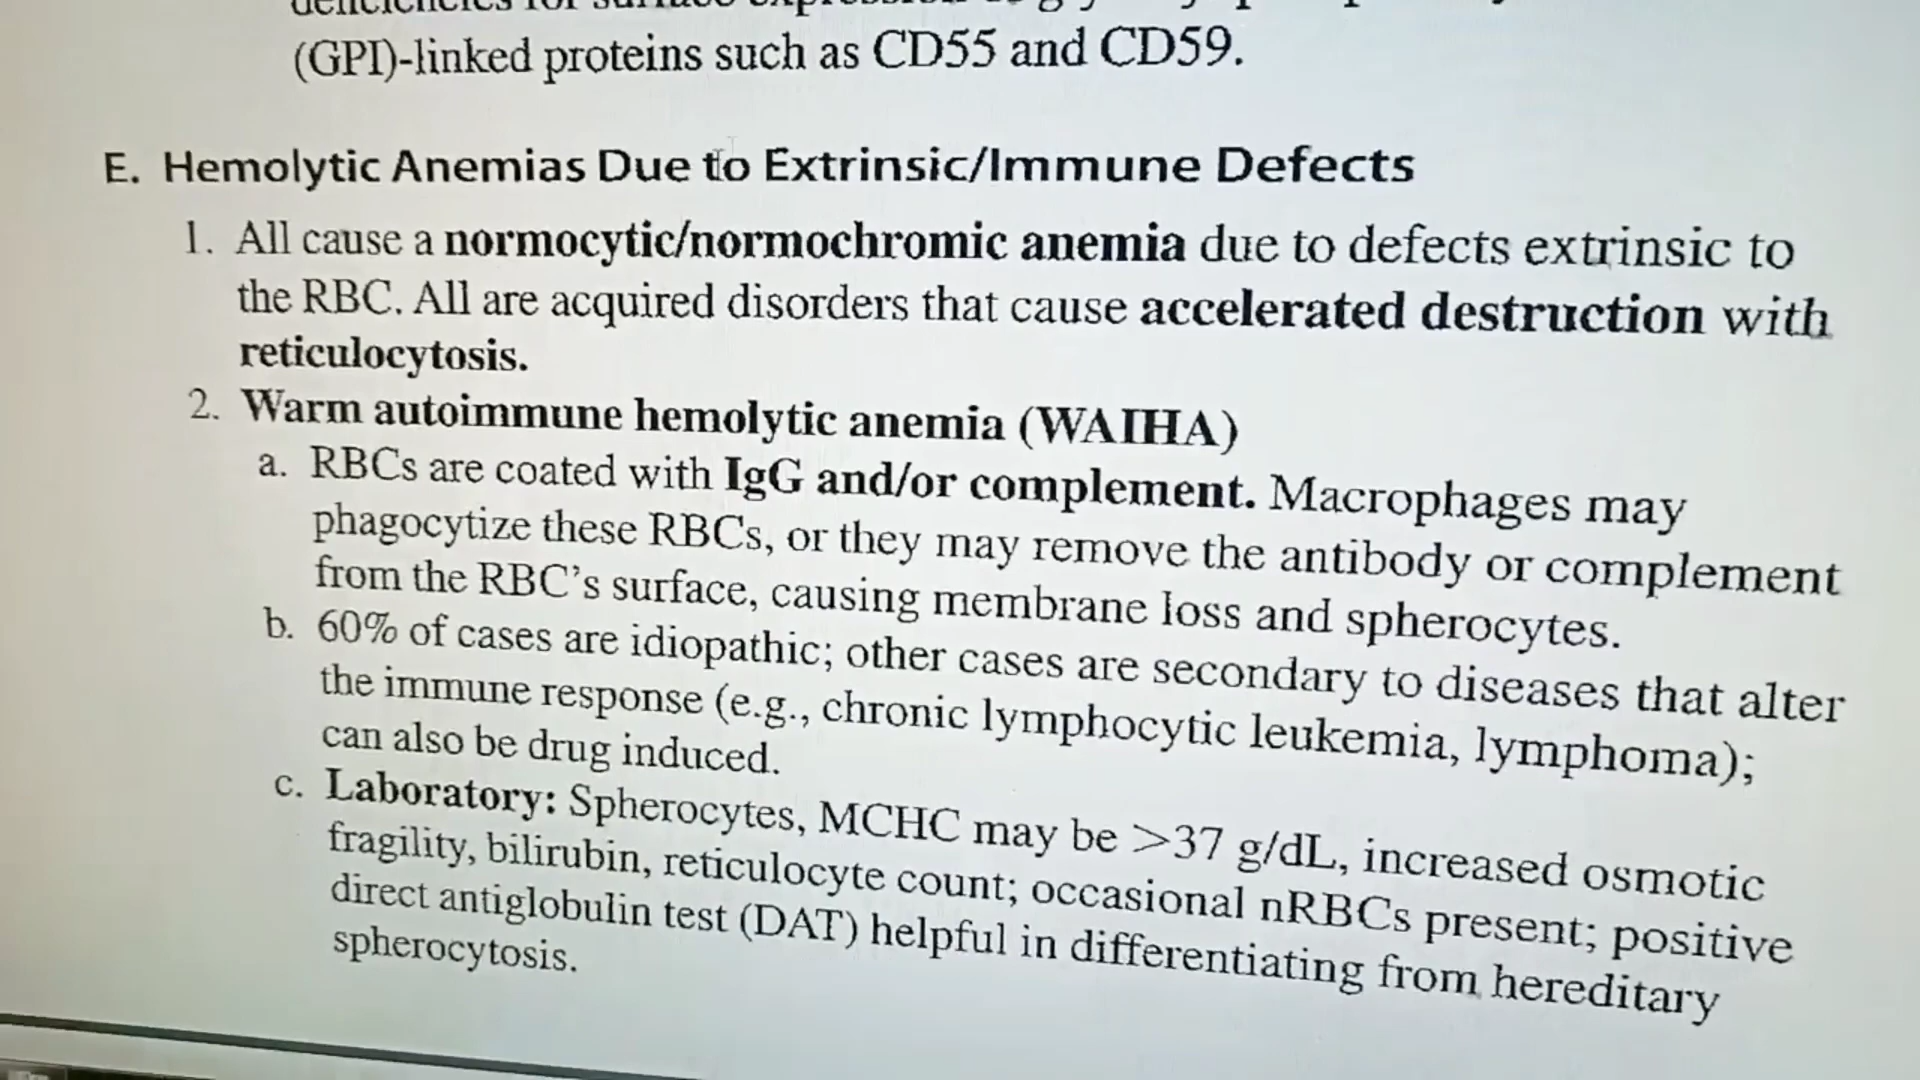 (GPI)-linked proteins such as CD55 and CD59.
E. Hemolytic Anemias Due to Extrinsic/Immune Defects
1. All cause a normocytic/normochromic anemia due to defects extrinsic to
the RBC. All are acquired disorders that cause accelerated destruction with
reticulocytosis.
2. Warm autoimmune hemolytic anemia (WAIHA)
a. RBCs are coated with IgG and/or complement. Macrophages may
phagocytize these RBCs, or they may remove the antibody or complement
from the RBC's surface, causing membrane loss and spherocytes.
b. 60% of cases are idiopathic; other cases are secondary to diseases that alter
the immune response (e.g., chronic lymphocytic leukemia, lymphoma);
can also be drug induced.
c. Laboratory: Spherocytes, MCHC may be >37 g/dL, increased osmotic
fragility, bilirubin, reticulocyte count; occasional nRBCs present; positive
direct antiglobulin test (DAT) helpful in differentiating from hereditary
spherocytosis.